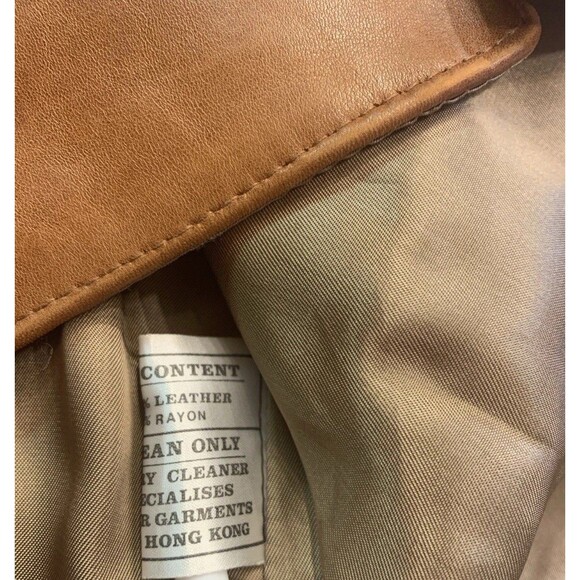 CONTENT
% LEATHER
% RAYON
EAN ONLY
Y CLEANER
ECIALISES
R GARMENTS
HONG KONG